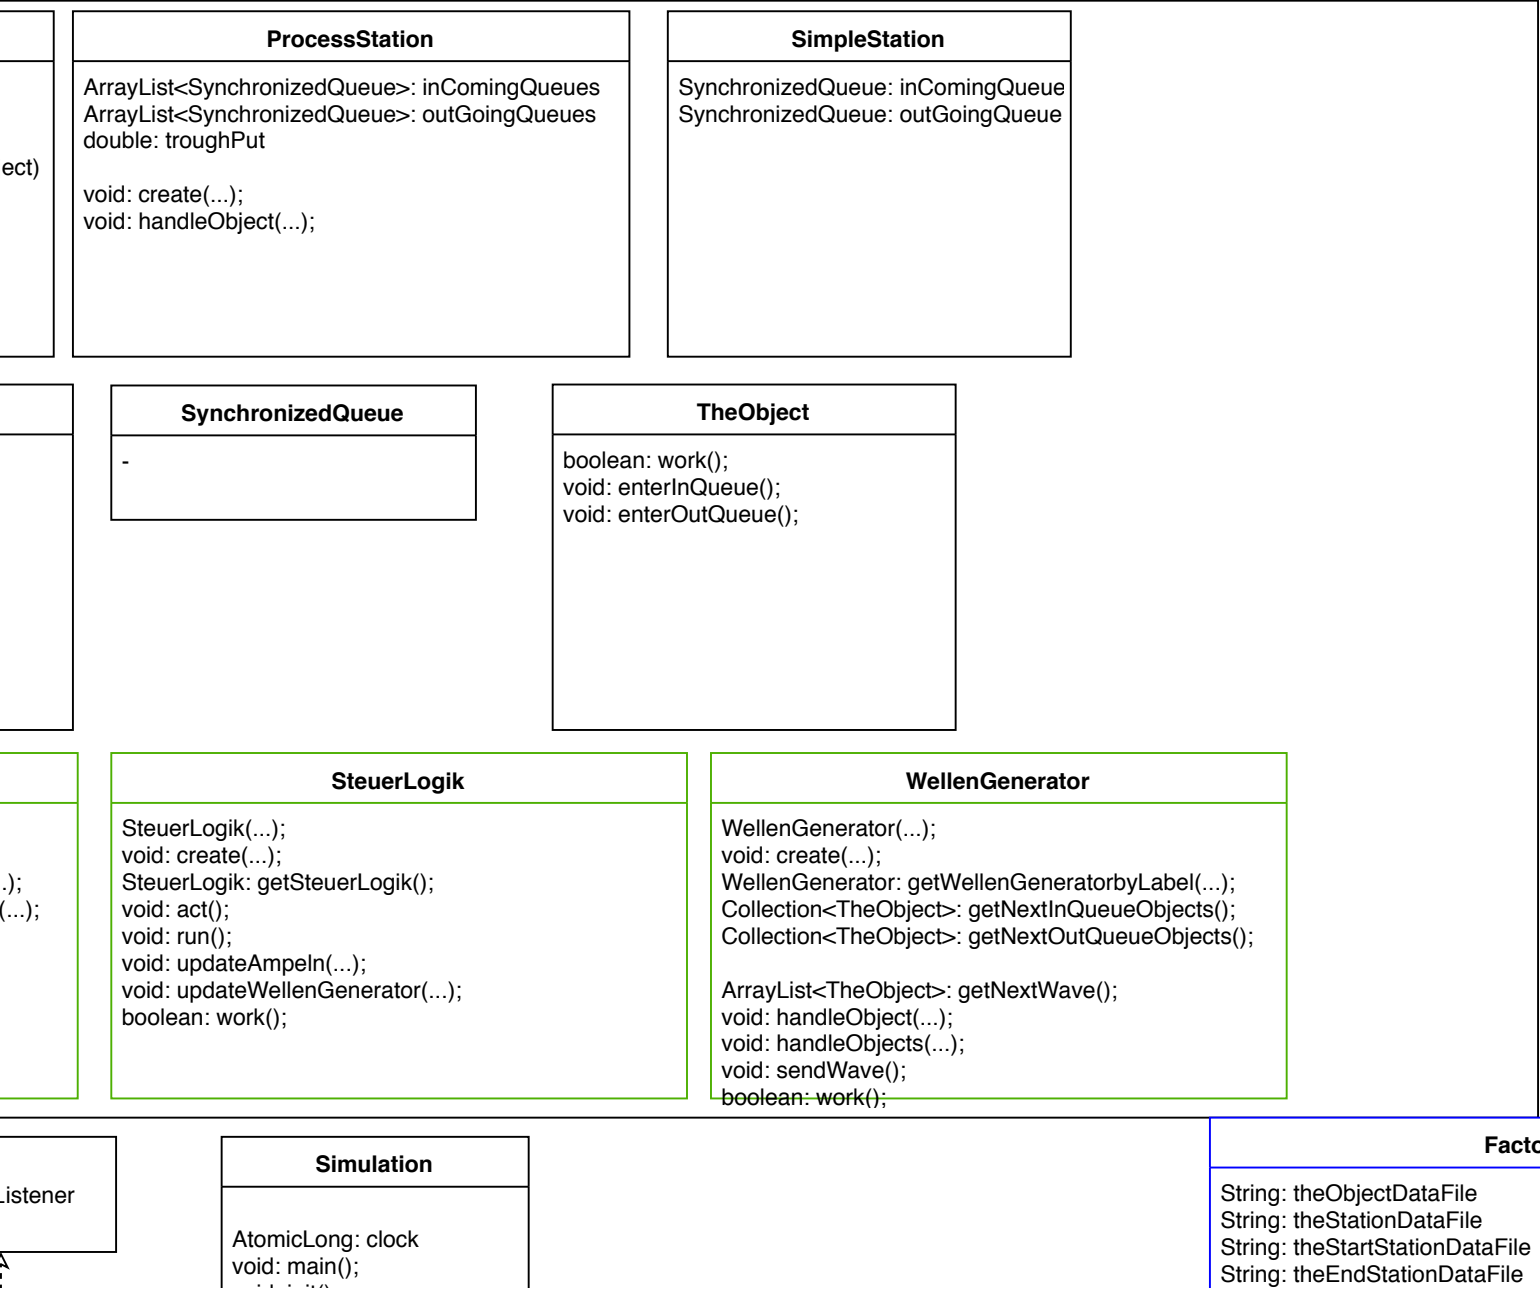 ect)
ProcessStation
ArrayList<SynchronizedQueue>: inComingQueues
ArrayList<SynchronizedQueue>: outGoingQueues
double: troughPut
void: create(...);
void: handleObject(...);
SimpleStation
SynchronizedQueue: inComingQueue
SynchronizedQueue: outGoingQueue
SynchronizedQueue
-
TheObject
boolean: work();
void: enterInQueue();
void: enterOutQueue();
.);
(...);
SteuerLogik
SteuerLogik(...);
void: create(...);
SteuerLogik: getSteuerLogik();
void: act();
void: run();
void: updateAmpeln(...);
void: updateWellenGenerator(...);
boolean: work();
WellenGenerator
WellenGenerator(...);
void: create(...);
WellenGenerator: getWellenGeneratorbyLabel(...);
Collection<TheObject>: getNextInQueueObjects();
Collection<TheObject>: getNextOutQueueObjects();
ArrayList<TheObject>: getNextWave();
void: handleObject(...);
void: handleObjects(...);
void: sendWave();
boolean: work();
Listener
Simulation
AtomicLong: clock
void: main();
Facto
String: theObjectDataFile
String: theStationDataFile
String: theStartStationDataFile
String: theEndStationDataFile